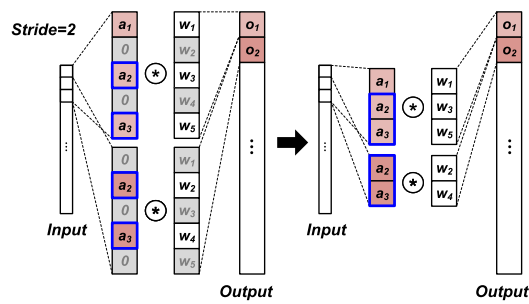 Stride=2
a1
0
a2
0
a3
*
w1
w2
w3
w4
w5
0
a2
0
a3
0
*
w1
w2
w3
w4
w5
o1
o2
⋮
⋮
Input
Output
a1
a2
a3
*
w1
w3
w5
a2
a3
*
w2
w4
o1
o2
⋮
⋮
Input
Output